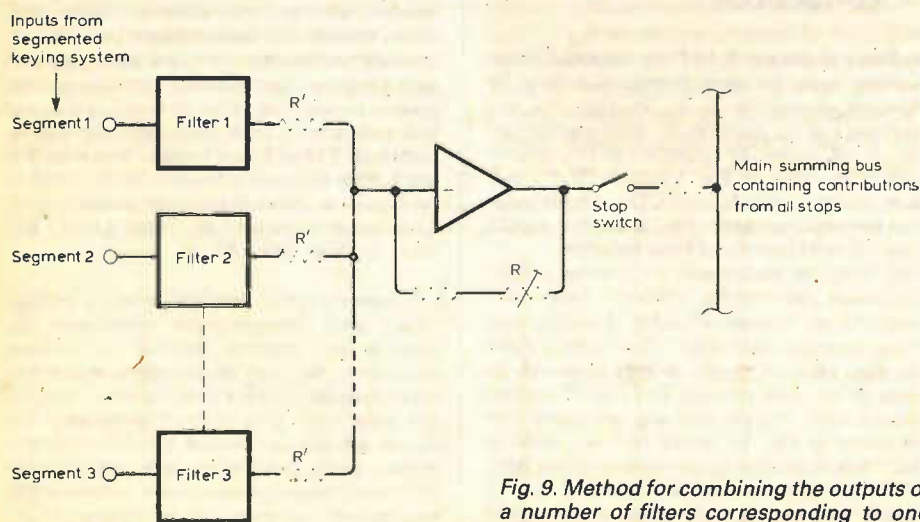 Inputs from
segmented
keying system
Segment 1
Filter 1
R'
Segment 2
Filter 2
R'
Segment 3
Filter 3
R'
−
R
Stop
switch
Main summing bus
containing contributions
from all stops
Fig. 9. Method for combining the outputs of
a number of filters corresponding to one